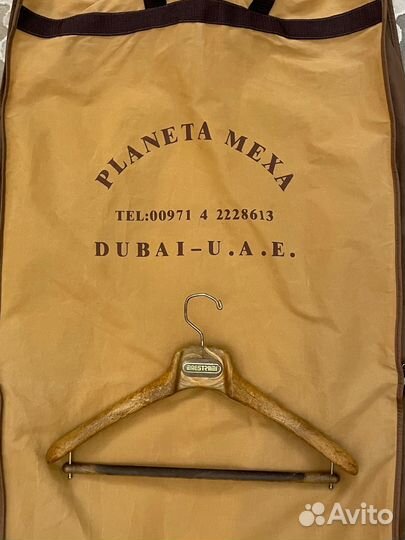 PLANETA MEXA
TEL:00971 4 2228613
DUBAI-U.A.E.
Avito